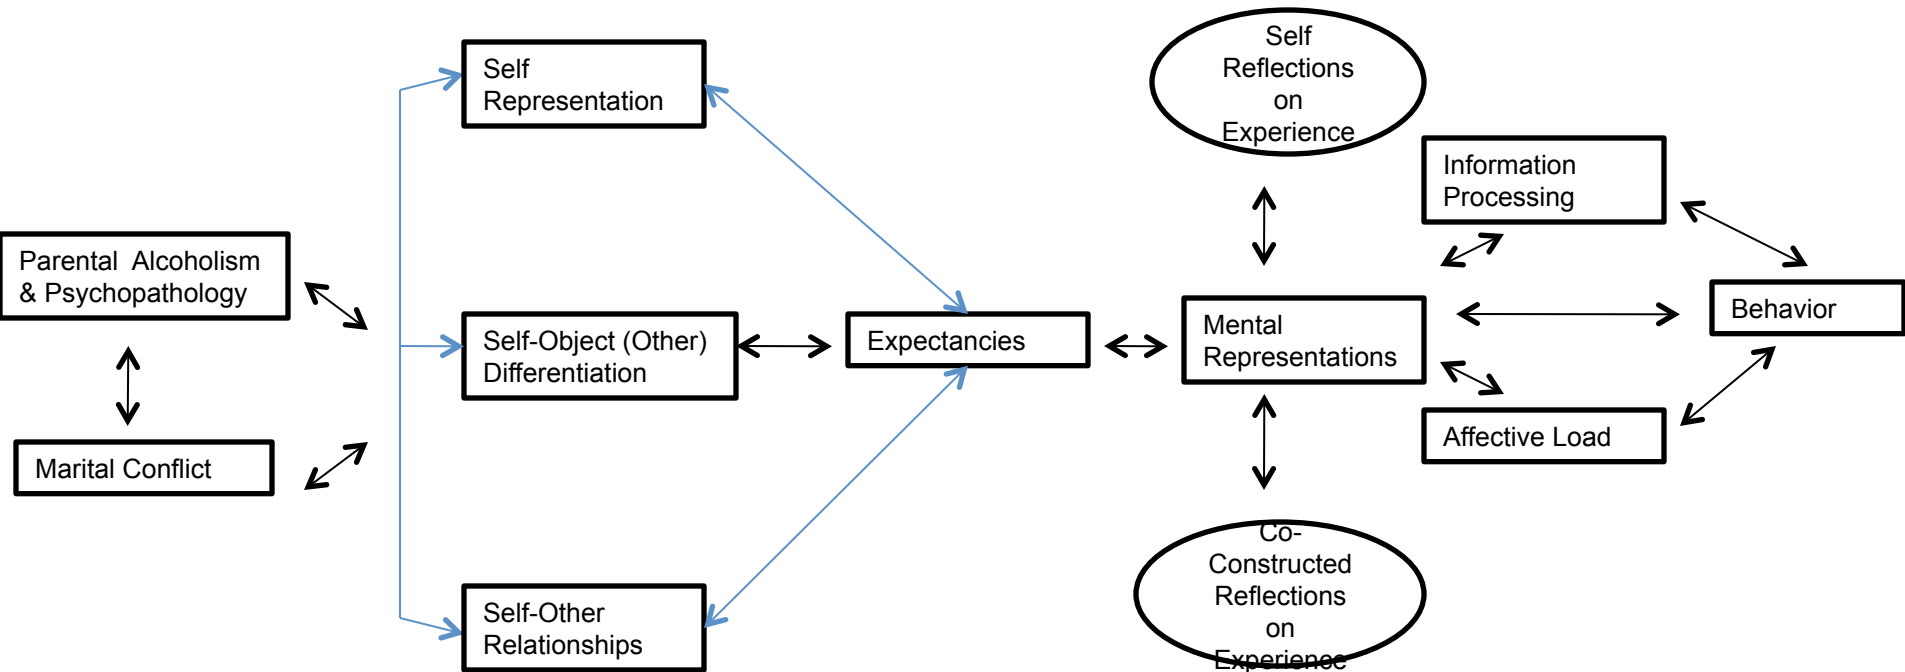 Parental Alcoholism
& Psychopathology
Marital Conflict
Self
Representation
Self-Object (Other)
Differentiation
Self-Other
Relationships
Expectancies
Self
Reflections
on
Experience
Mental
Representations
Co-
Constructed
Reflections
on
Experience
Information
Processing
Affective Load
Behavior